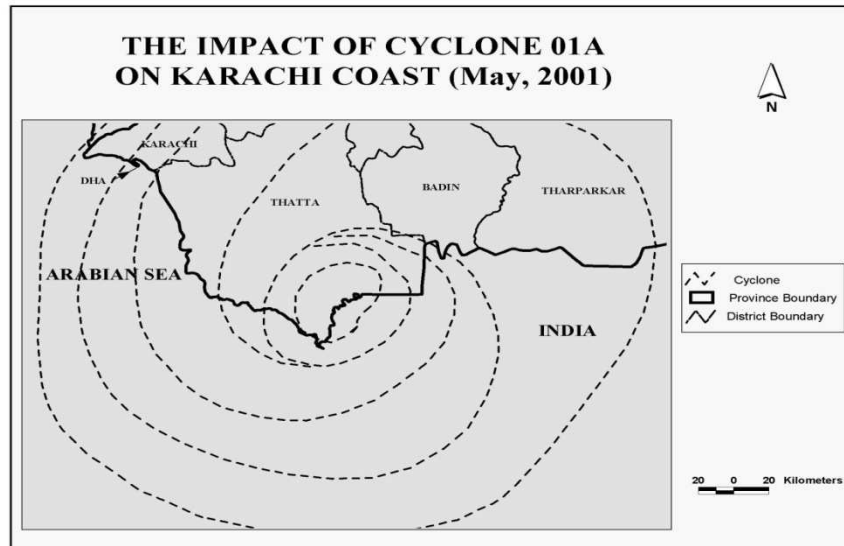 THE IMPACT OF CYCLONE 01A
ON KARACHI COAST (May, 2001)
N
KARACHI
DHA
THATTA
BADIN
THARPARKAR
ARABIAN SEA
INDIA
Cyclone
Province Boundary
District Boundary
20 0 20 Kilometers